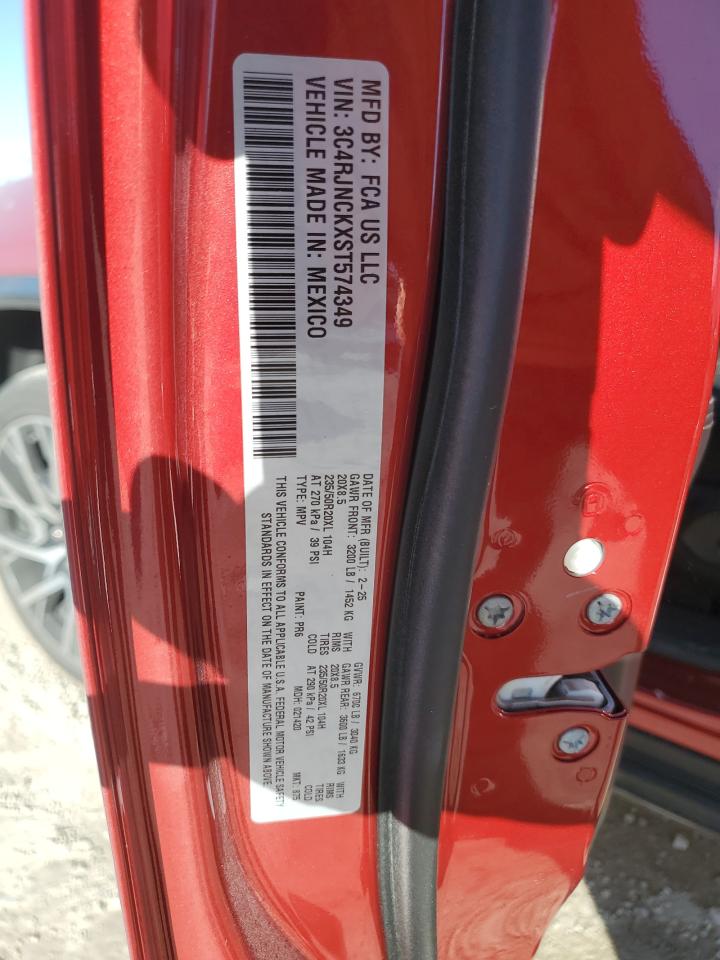 MFD BY: FCA US LLC
VIN: 3C4RJNCKXST574349
VEHICLE MADE IN: MEXICO
DATE OF MFR (BUILT): 2-25 GVWR: 6700 LB / 3040 KG
GAWR FRONT: 3200 LB / 1452 KG WITH GAWR REAR: 3600 LB / 1633 KG WITH
20X8.5 RIMS 20X8.5 RIMS
235/50R20XL 104H TIRES 235/50R20XL 104H TIRES
AT 270 kPa / 39 PSI COLD AT 290 kPa / 42 PSI COLD
TYPE: MPV PAINT: PR6 MDH: 021420 MKT: 875
THIS VEHICLE CONFORMS TO ALL APPLICABLE U.S.A. FEDERAL MOTOR VEHICLE SAFETY
STANDARDS IN EFFECT ON THE DATE OF MANUFACTURE SHOWN ABOVE